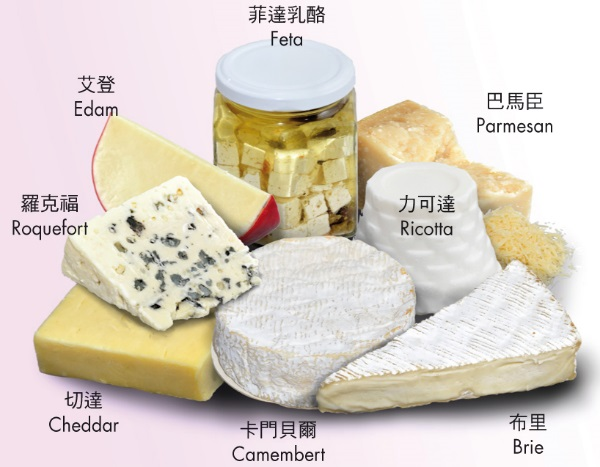 菲達乳酪
Feta
艾登
Edam
巴馬臣
Parmesan
羅克福
Roquefort
力可達
Ricotta
切達
Cheddar
卡門貝爾
Camembert
布里
Brie